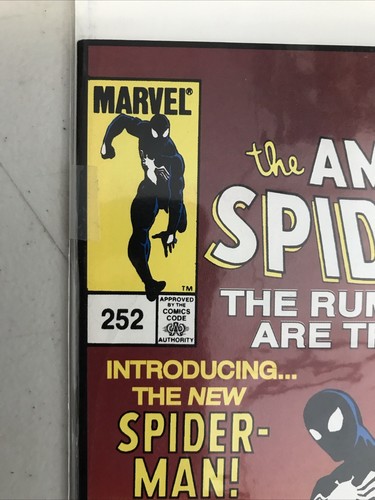 MARVEL®
TM
252
APPROVED
BY THE
COMICS
CODE
AUTHORITY
the AM
SPID
THE RUM
ARE T
INTRODUCING...
THE NEW
SPIDER-
MAN!